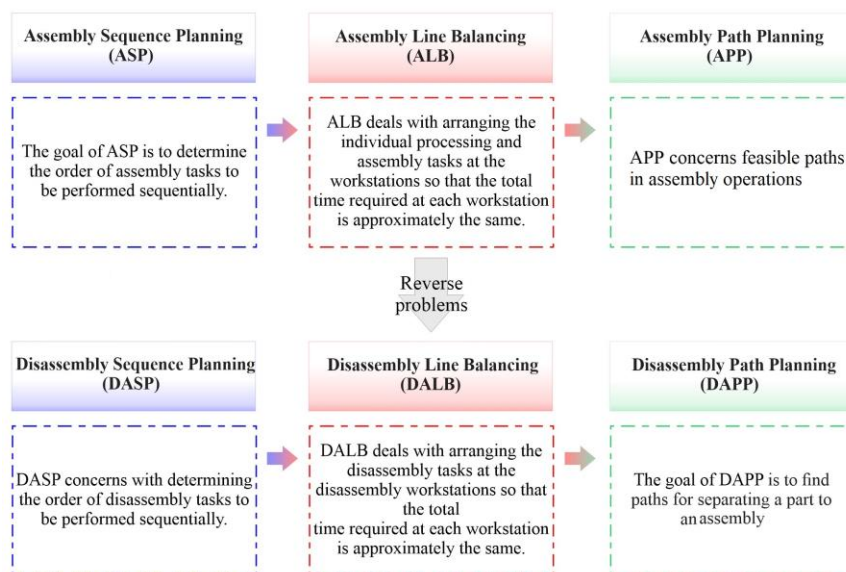 Assembly Sequence Planning
(ASP)
Assembly Line Balancing
(ALB)
Assembly Path Planning
(APP)
The goal of ASP is to determine
the order of assembly tasks to
be performed sequentially.
ALB deals with arranging the
individual processing and
assembly tasks at the
workstations so that the total
time required at each workstation
is approximately the same.
APP concerns feasible paths
in assembly operations
Reverse
problems
Disassembly Sequence Planning
(DASP)
Disassembly Line Balancing
(DALB)
Disassembly Path Planning
(DAPP)
DASP concerns with determining
the order of disassembly tasks to
be performed sequentially.
DALB deals with arranging the
disassembly tasks at the
disassembly workstations so that
the total
time required at each workstation
is approximately the same.
The goal of DAPP is to find
paths for separating a part to
an assembly